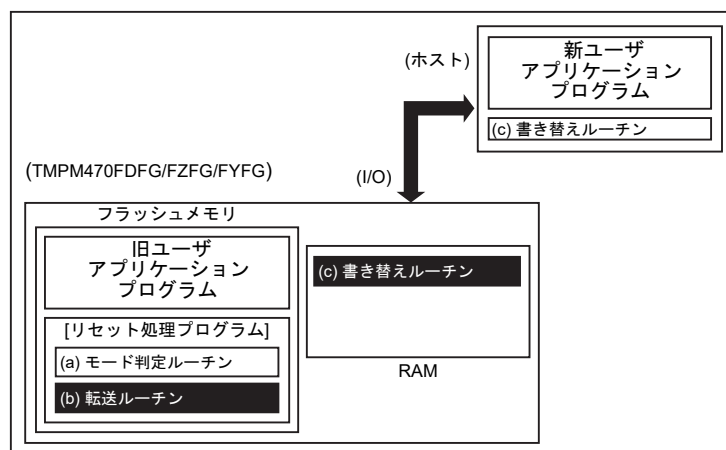 (ホスト)
新ユーザ
アプリケーション
プログラム
(c) 書き替えルーチン
(TMPM470FDFG/FZFG/FYFG)
(I/O)
フラッシュメモリ
旧ユーザ
アプリケーション
プログラム
[リセット処理プログラム]
(a) モード判定ルーチン
(b) 転送ルーチン
(c) 書き替えルーチン
RAM